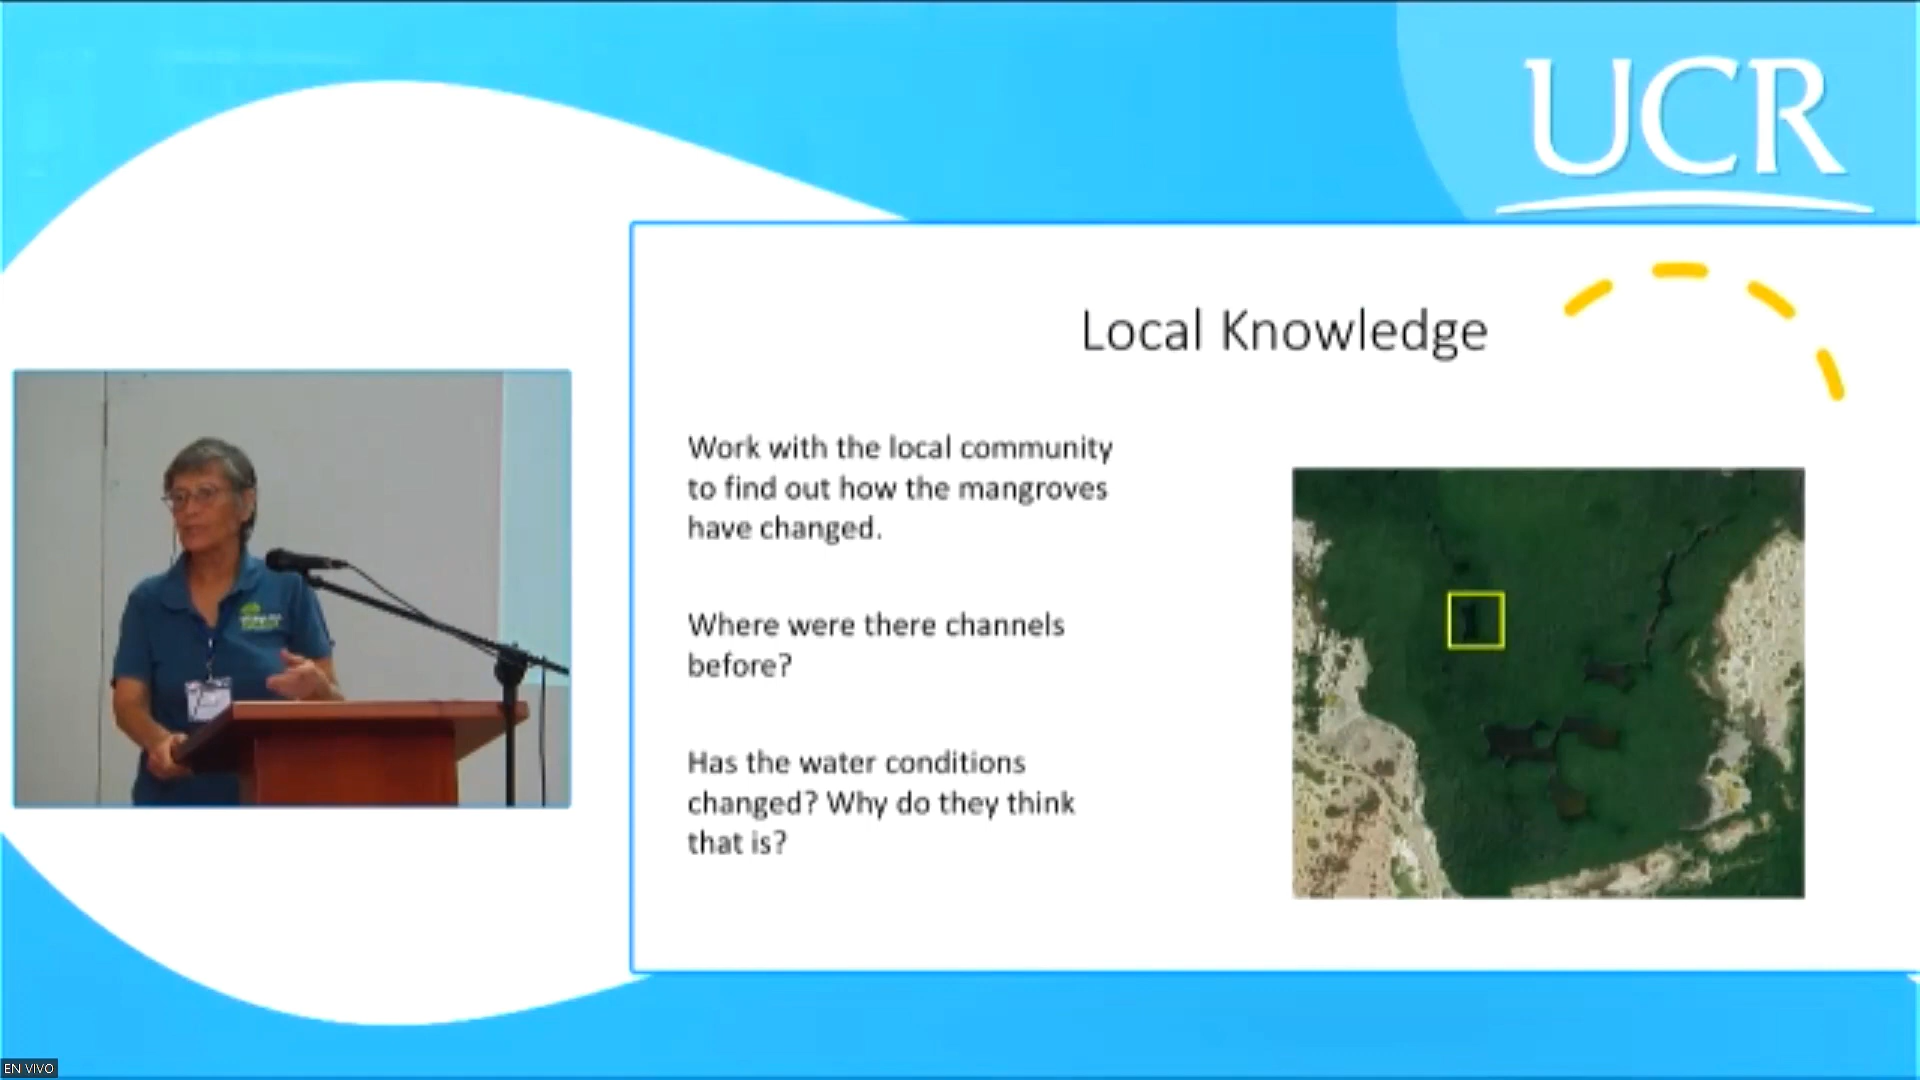 UCR
Local Knowledge
Work with the local community
to find out how the mangroves
have changed.
Where were there channels
before?
Has the water conditions
changed? Why do they think
that is?
EN VIVO